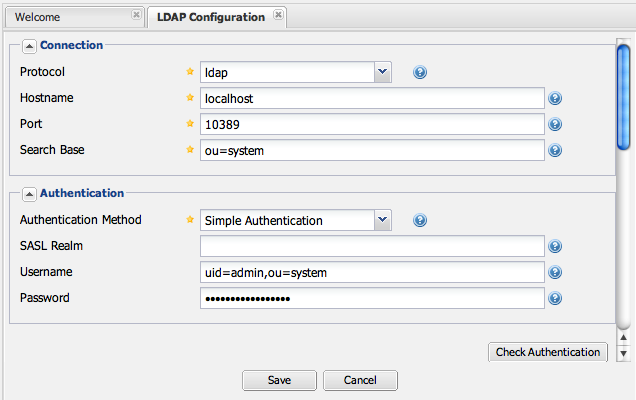 Welcome
LDAP Configuration
Connection
Protocol ldap
Hostname localhost
Port 10389
Search Base ou=system
Authentication
Authentication Method Simple Authentication
SASL Realm
Username uid=admin,ou=system
Password •••••••••••••••••
Check Authentication
Save Cancel